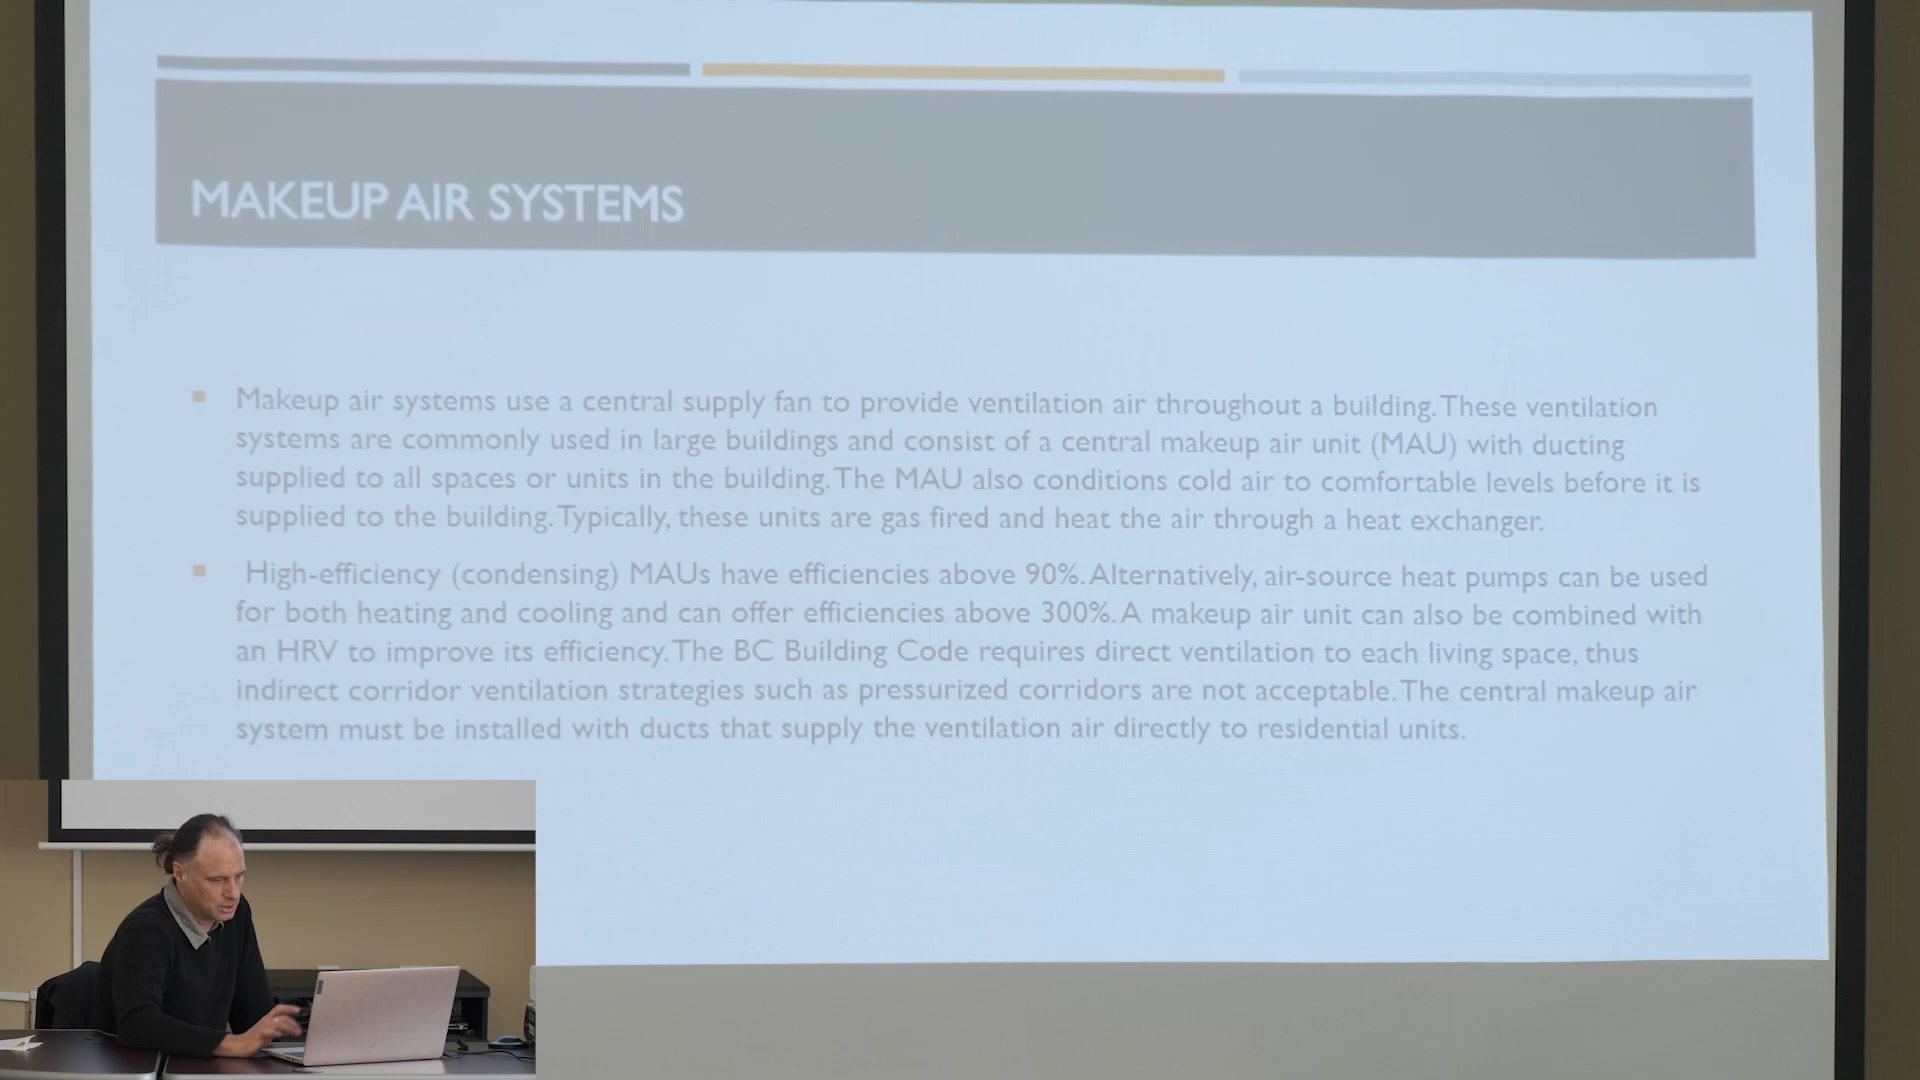 MAKEUP AIR SYSTEMS
Makeup air systems use a central supply fan to provide ventilation air throughout a building. These ventilation
systems are commonly used in large buildings and consist of a central makeup air unit (MAU) with ducting
supplied to all spaces or units in the building. The MAU also conditions cold air to comfortable levels before it is
supplied to the building. Typically, these units are gas fired and heat the air through a heat exchanger.
High-efficiency (condensing) MAUs have efficiencies above 90%. Alternatively, air-source heat pumps can be used
for both heating and cooling and can offer efficiencies above 300%. A makeup air unit can also be combined with
an HRV to improve its efficiency. The BC Building Code requires direct ventilation to each living space, thus
indirect corridor ventilation strategies such as pressurized corridors are not acceptable. The central makeup air
system must be installed with ducts that supply the ventilation air directly to residential units.